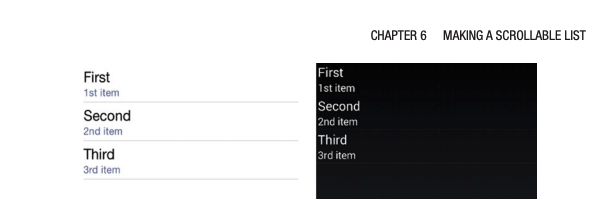 CHAPTER 6 MAKING A SCROLLABLE LIST
First
1st item
Second
2nd item
Third
3rd item
First
1st item
Second
2nd item
Third
3rd item